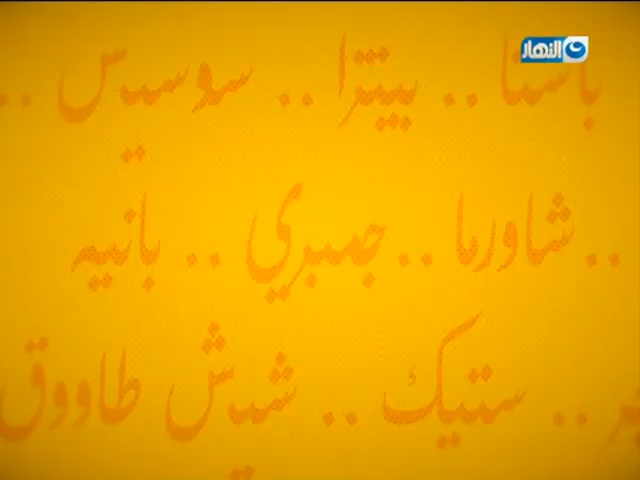 النهار
باستا .. بيتزا .. سوسيس ..
.. شاورما .. جمبري .. بانيه
.. ستيك .. شيش طاووق